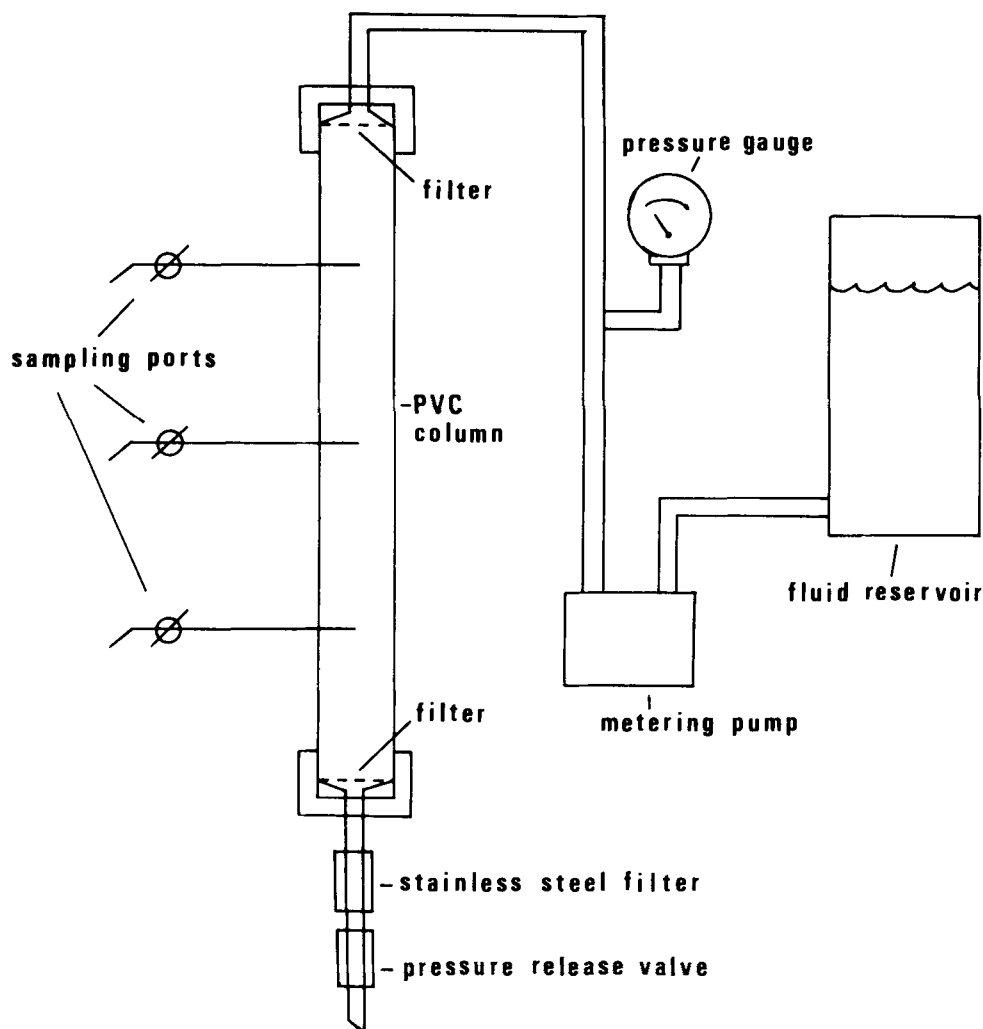 pressure gauge
filter
sampling ports
PVC
column
fluid reservoir
filter
metering pump
stainless steel filter
pressure release valve